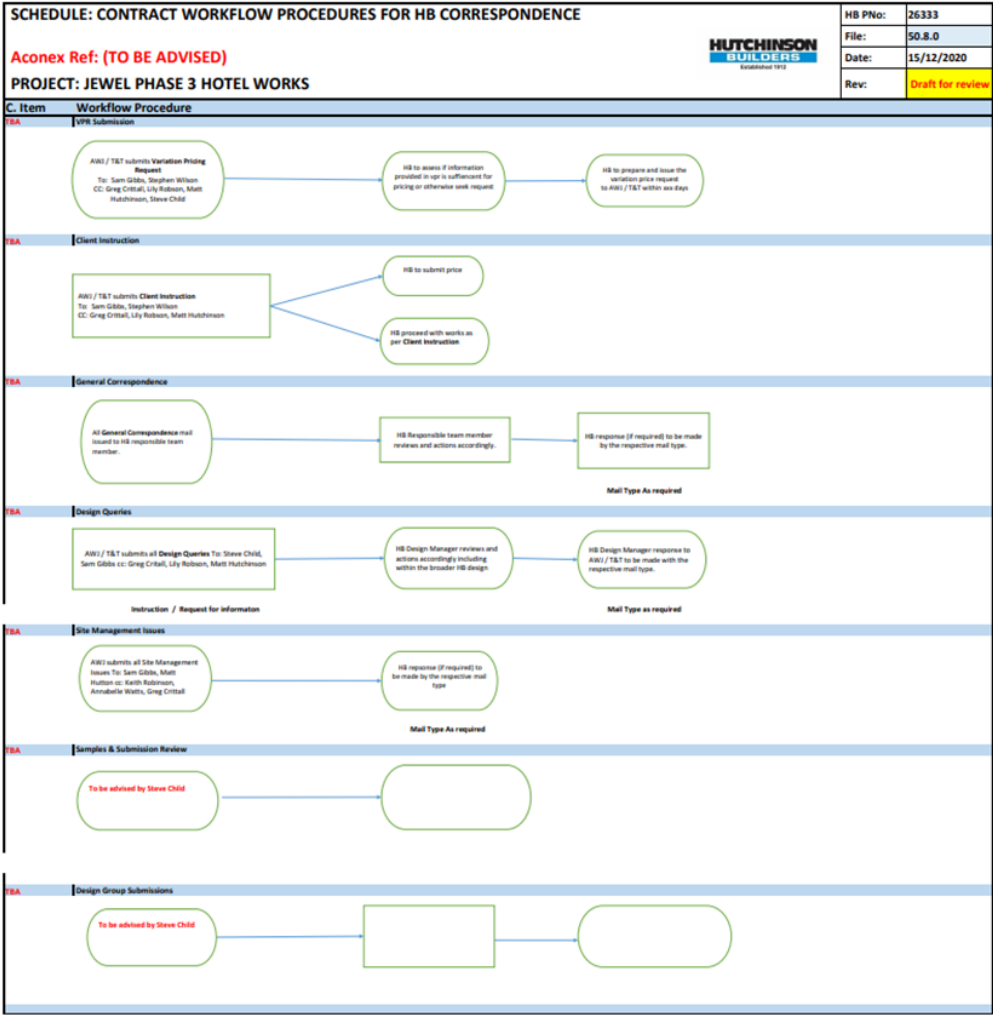 SCHEDULE: CONTRACT WORKFLOW PROCEDURES FOR HB CORRESPONDENCE
Aconex Ref: (TO BE ADVISED)
PROJECT: JEWEL PHASE 3 HOTEL WORKS
HUTCHINSON
BUILDERS
Established 1912
HB PNo: 26333
File: 50.8.0
Date: 15/12/2020
Rev: Draft for review
C. Item Workflow Procedure
TBA VPR Submission
AWJ / T&T submits Variation Pricing
Request
To: Sam Gibbs, Stephen Wilson
CC: Greg Crittall, Lily Robson, Matt
Hutchinson, Steve Child
HB to assess if information
provided in vpr is suffiencent for
pricing or otherwise seek request
HB to prepare and issue the
variation price request
to AWJ / T&T within xxx days
TBA Client Instruction
AWJ / T&T submits Client Instruction
To: Sam Gibbs, Stephen Wilson
CC: Greg Crittall, Lily Robson, Matt Hutchinson
HB to submit price
HB proceed with works as
per Client Instruction
TBA General Correspondence
All General Correspondence mail
issued to HB responsible team
member.
HB Responsible team member
reviews and actions accordingly.
HB response (if required) to be made
by the respective mail type.
Mail Type As required
TBA Design Queries
AWJ / T&T submits all Design Queries To: Steve Child,
Sam Gibbs cc: Greg Critall, Lily Robson, Matt Hutchinson
HB Design Manager reviews and
actions accordingly including
within the broader HB design
HB Design Manager response to
AWJ / T&T to be made with the
respective mail type.
Instruction / Request for informaton
Mail Type as required
TBA Site Management Issues
AWJ submits all Site Management
Issues To: Sam Gibbs, Matt
Hutton cc: Keith Robinson,
Annabelle Watts, Greg Crittall
HB repsonse (if required) to
be made by the respective mail
type
Mail Type As required
TBA Samples & Submission Review
To be advised by Steve Child
TBA Design Group Submissions
To be advised by Steve Child